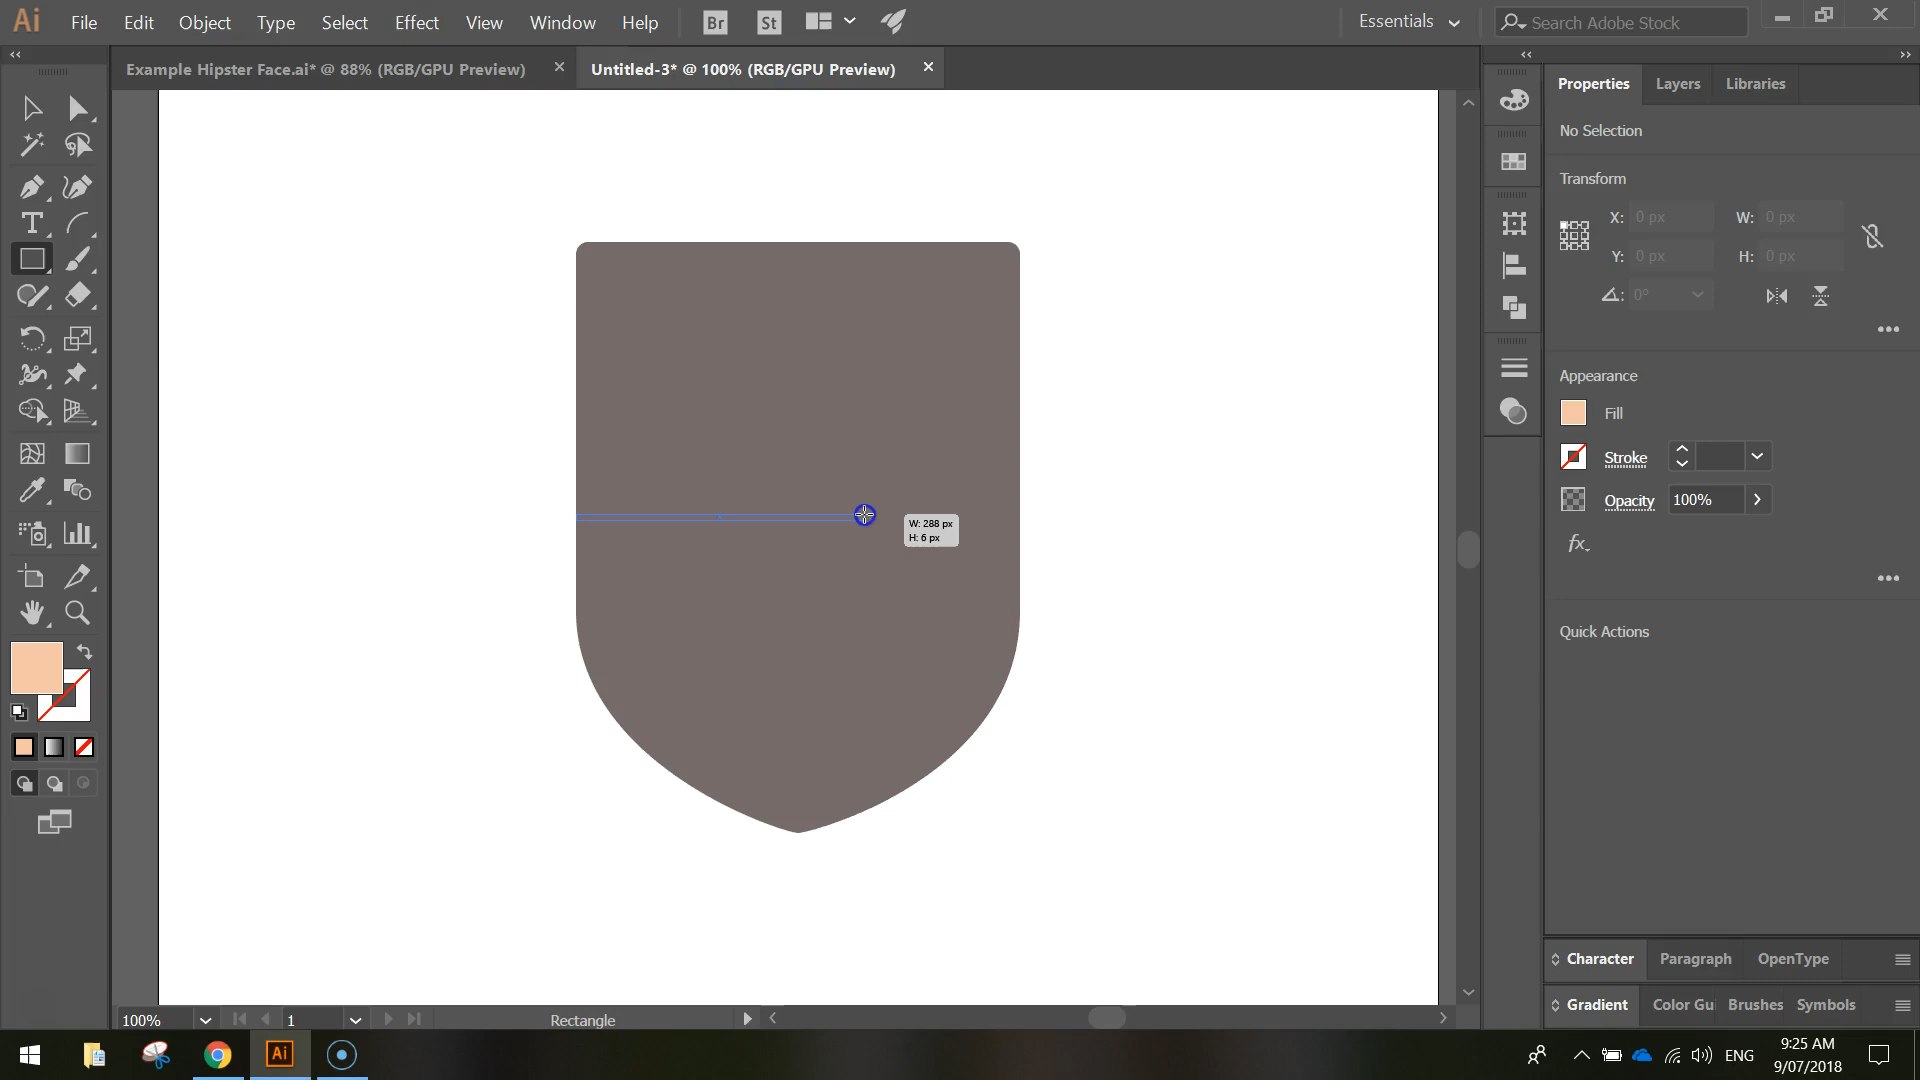 Ai File Edit Object Type Select Effect View Window Help Br St Essentials Search Adobe Stock
Example Hipster Face.ai* @ 88% (RGB/GPU Preview) Untitled-3* @ 100% (RGB/GPU Preview)
Properties Layers Libraries
No Selection
Transform
X: 0 px W: 0 px
Y: 0 px H: 0 px
0°
Appearance
Fill
Stroke
Opacity 100%
fx
Quick Actions
W: 288 px
H: 6 px
Character Paragraph OpenType
Gradient Color Gui Brushes Symbols
100% 1 Rectangle
Ai
ENG
9:25 AM
9/07/2018